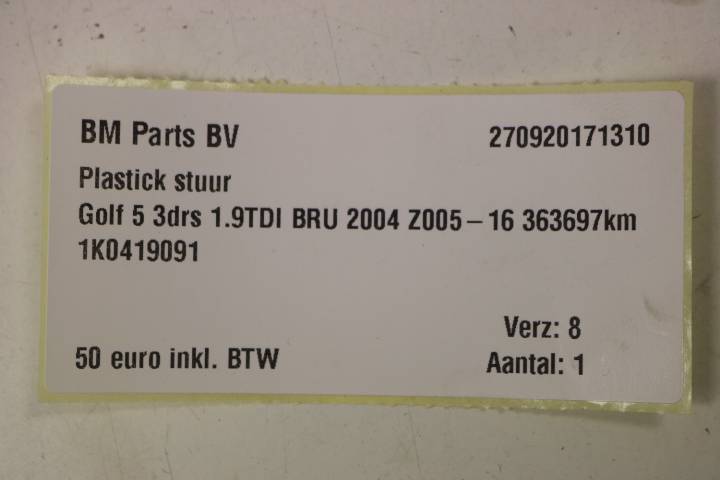 BM Parts BV 270920171310
Plastick stuur
Golf 5 3drs 1.9TDI BRU 2004 Z005-16 363697km
1K0419091
Verz: 8
50 euro inkl. BTW Aantal: 1